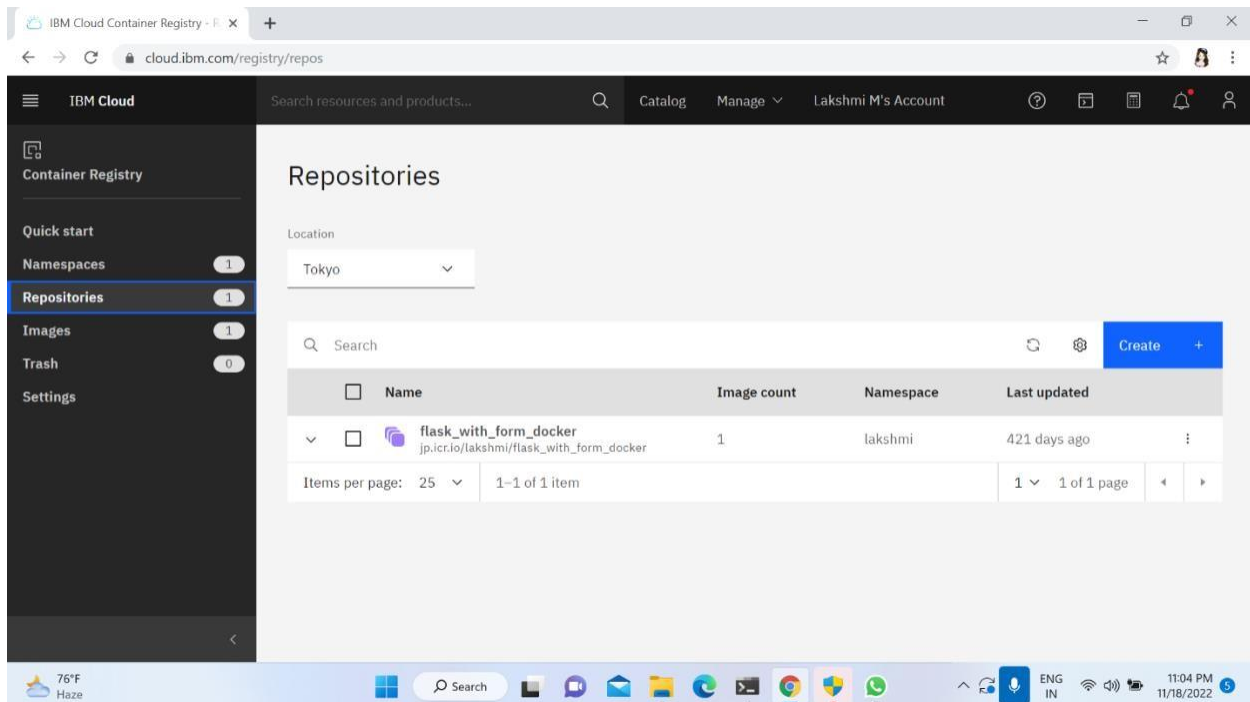 IBM Cloud Container Registry - R
cloud.ibm.com/registry/repos
IBM Cloud
Search resources and products...
Catalog
Manage
Lakshmi M's Account
Container Registry
Quick start
Namespaces 1
Repositories 1
Images 1
Trash 0
Settings
Repositories
Location
Tokyo
Search
Create +
Name Image count Namespace Last updated
flask_with_form_docker 1 lakshmi 421 days ago
jp.icr.io/lakshmi/flask_with_form_docker
Items per page: 25 1–1 of 1 item 1 1 of 1 page
76°F
Haze
Search
ENG
IN
11:04 PM
11/18/2022
5